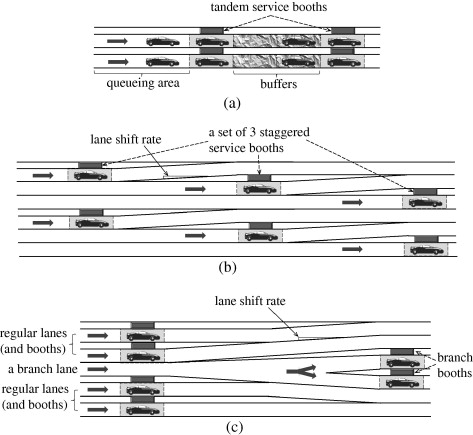 tandem service booths
queueing area
buffers
(a)
a set of 3 staggered
service booths
lane shift rate
(b)
lane shift rate
regular lanes
(and booths)
a branch lane
regular lanes
(and booths)
branch
booths
(c)